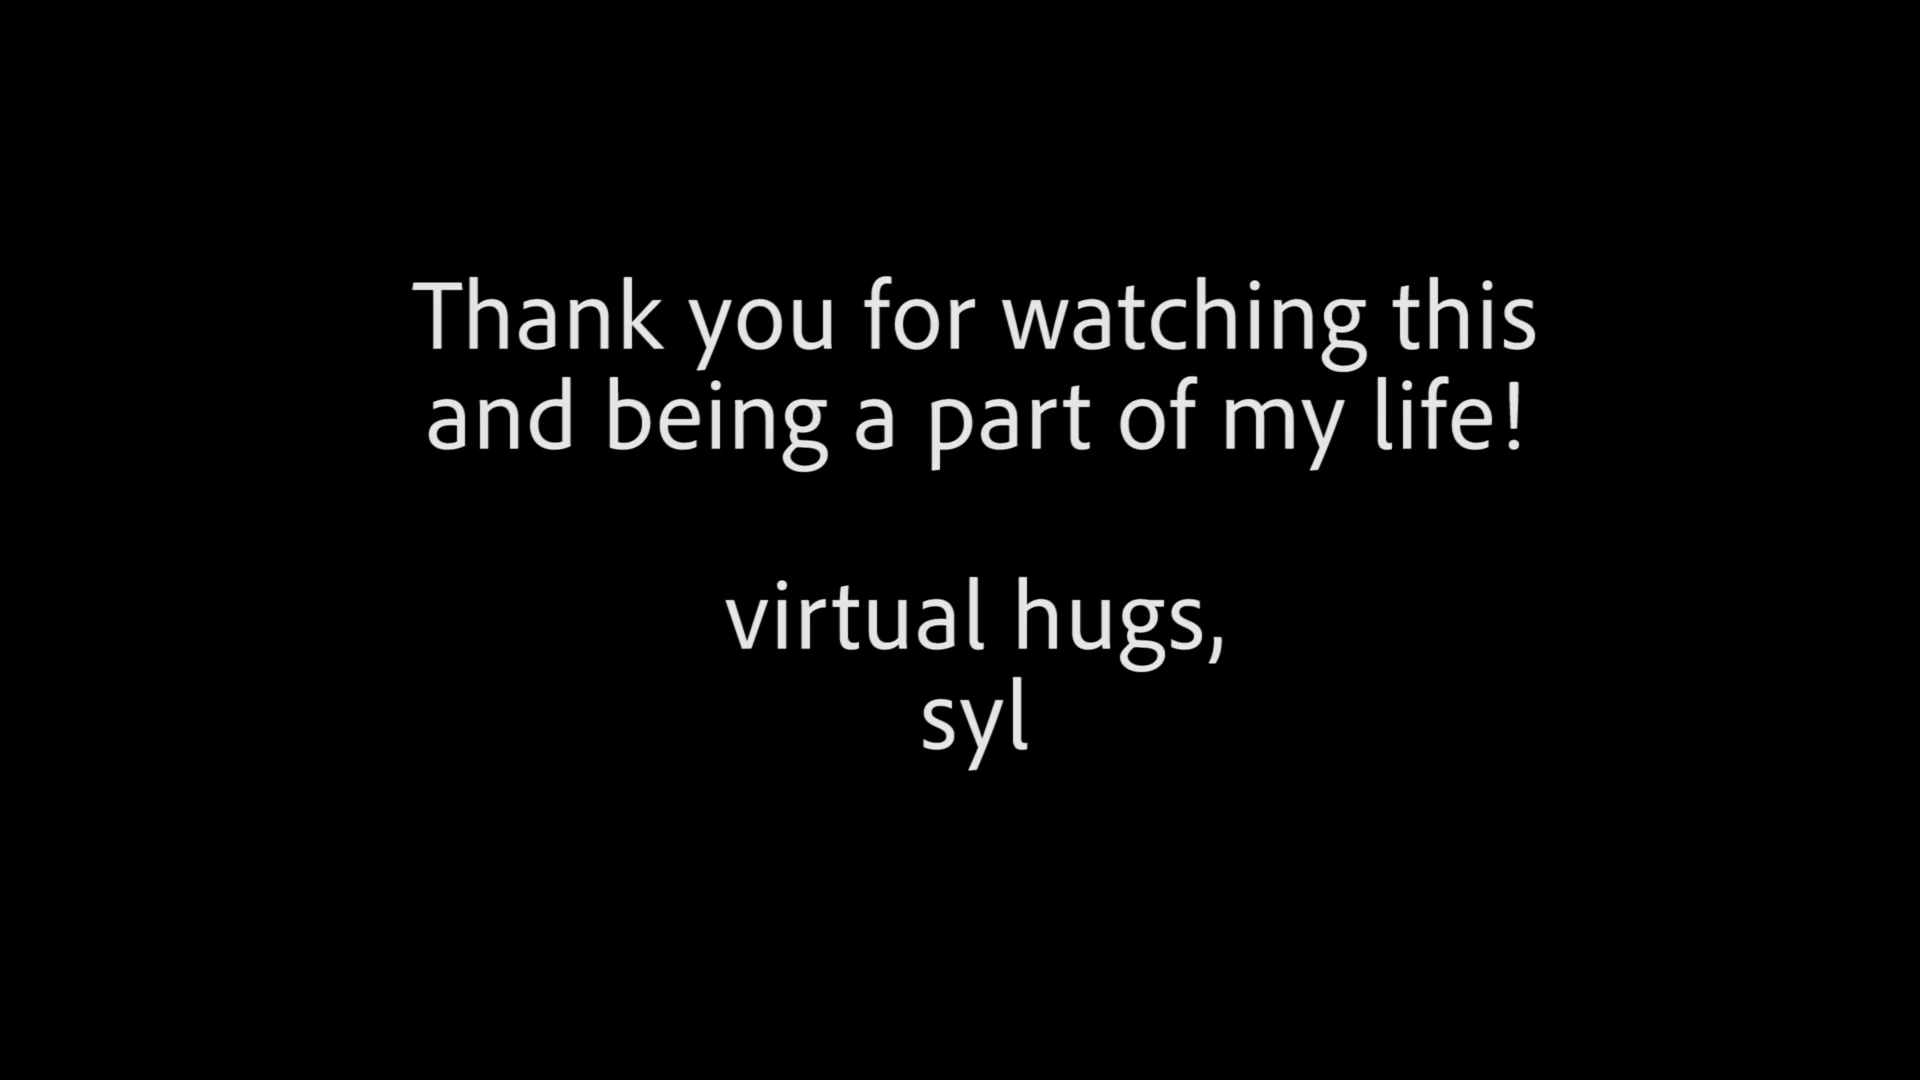 Thank you for watching this
and being a part of my life!
virtual hugs,
syl